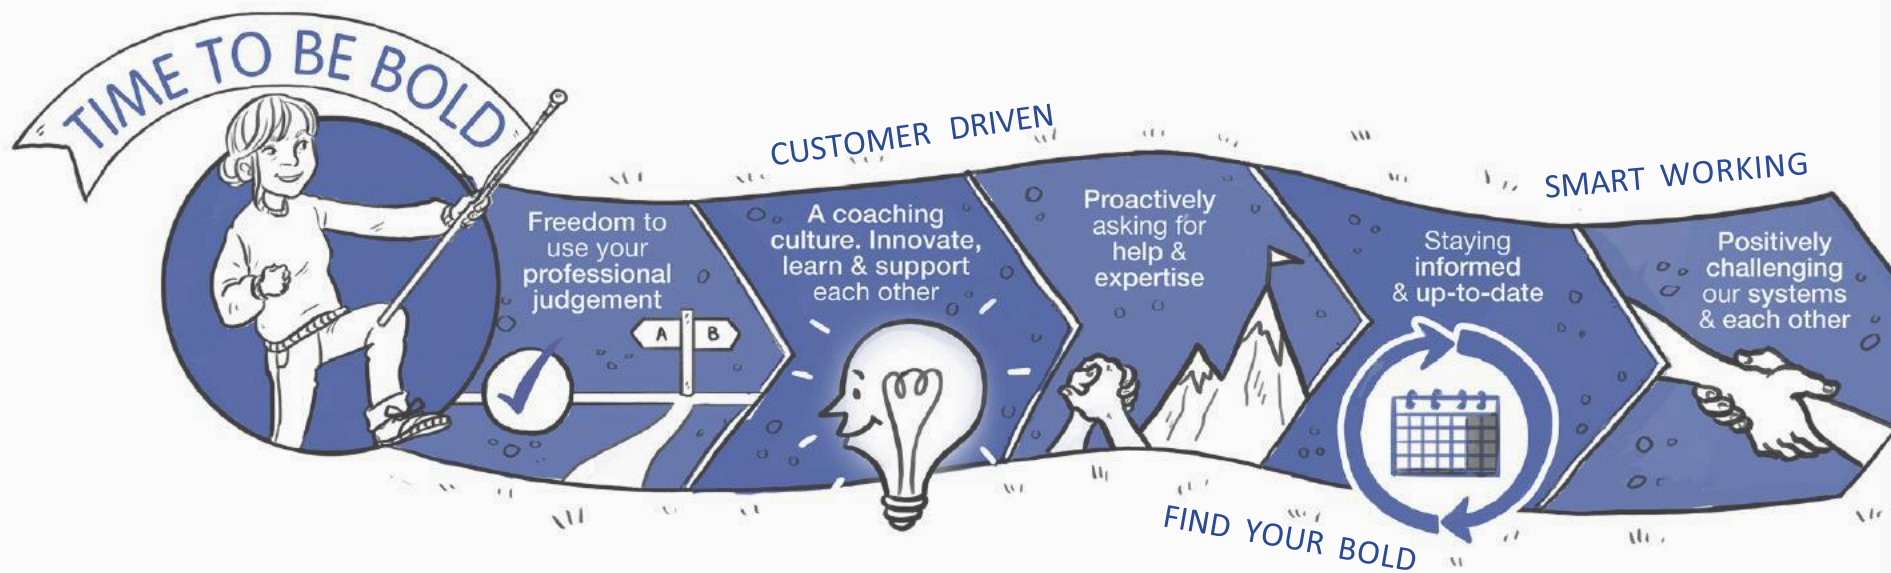 TIME TO BE BOLD
CUSTOMER DRIVEN
SMART WORKING
Freedom to
use your
professional
judgement
A B
A coaching
culture. Innovate,
learn & support
each other
Proactively
asking for
help &
expertise
Staying
informed
& up-to-date
Positively
challenging
our systems
& each other
FIND YOUR BOLD